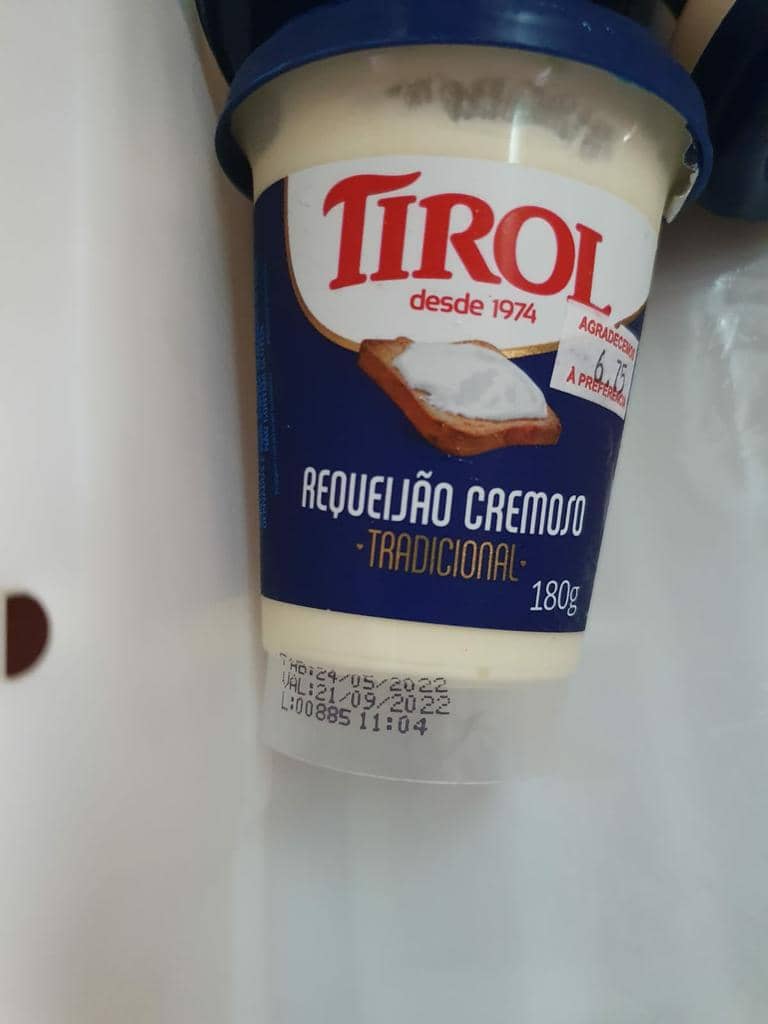 TIROL
desde 1974
AGRADECEMOS
6,75
À PREFERÊNCIA
REQUEIJÃO CREMOSO
TRADICIONAL
180g
FAB:24/05/2022
VAL:21/09/2022
L:00885 11:04